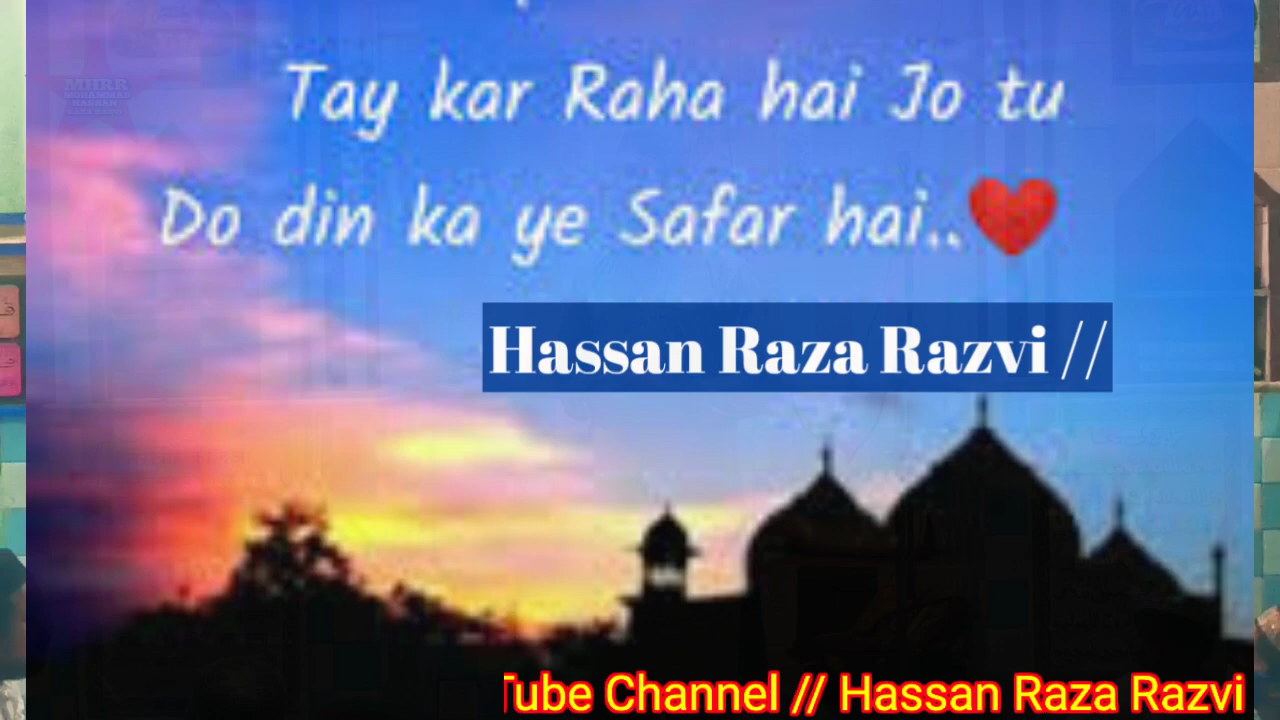 MHRR
Tay kar Raha hai Jo tu
Do din ka ye Safar hai..❤
Hassan Raza Razvi //
Tube Channel // Hassan Raza Razvi